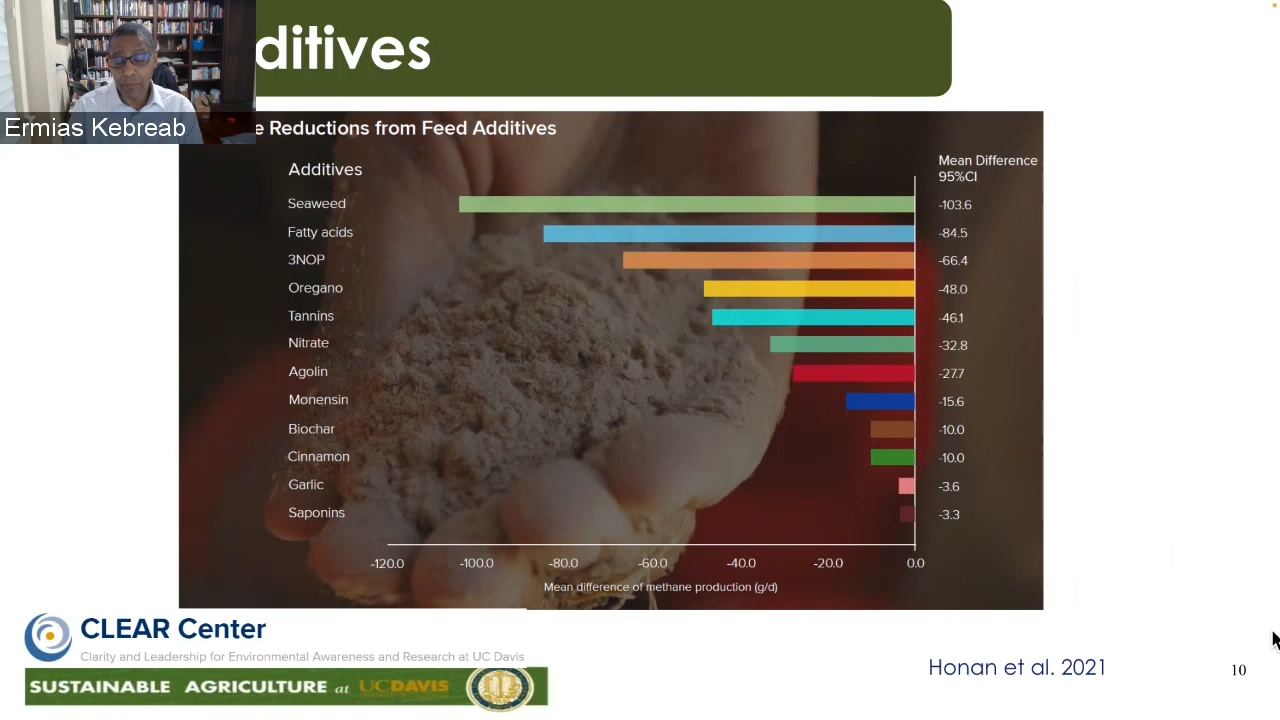 ditives
Ermias Kebreab
e Reductions from Feed Additives
Additives
Mean Difference
95%CI
Seaweed -103.6
Fatty acids -84.5
3NOP -66.4
Oregano -48.0
Tannins -46.1
Nitrate -32.8
Agolin -27.7
Monensin -15.6
Biochar -10.0
Cinnamon -10.0
Garlic -3.6
Saponins -3.3
-120.0 -100.0 -80.0 -60.0 -40.0 -20.0 0.0
Mean difference of methane production (g/d)
CLEAR Center
Clarity and Leadership for Environmental Awareness and Research at UC Davis
SUSTAINABLE AGRICULTURE at UCDAVIS
Honan et al. 2021
10